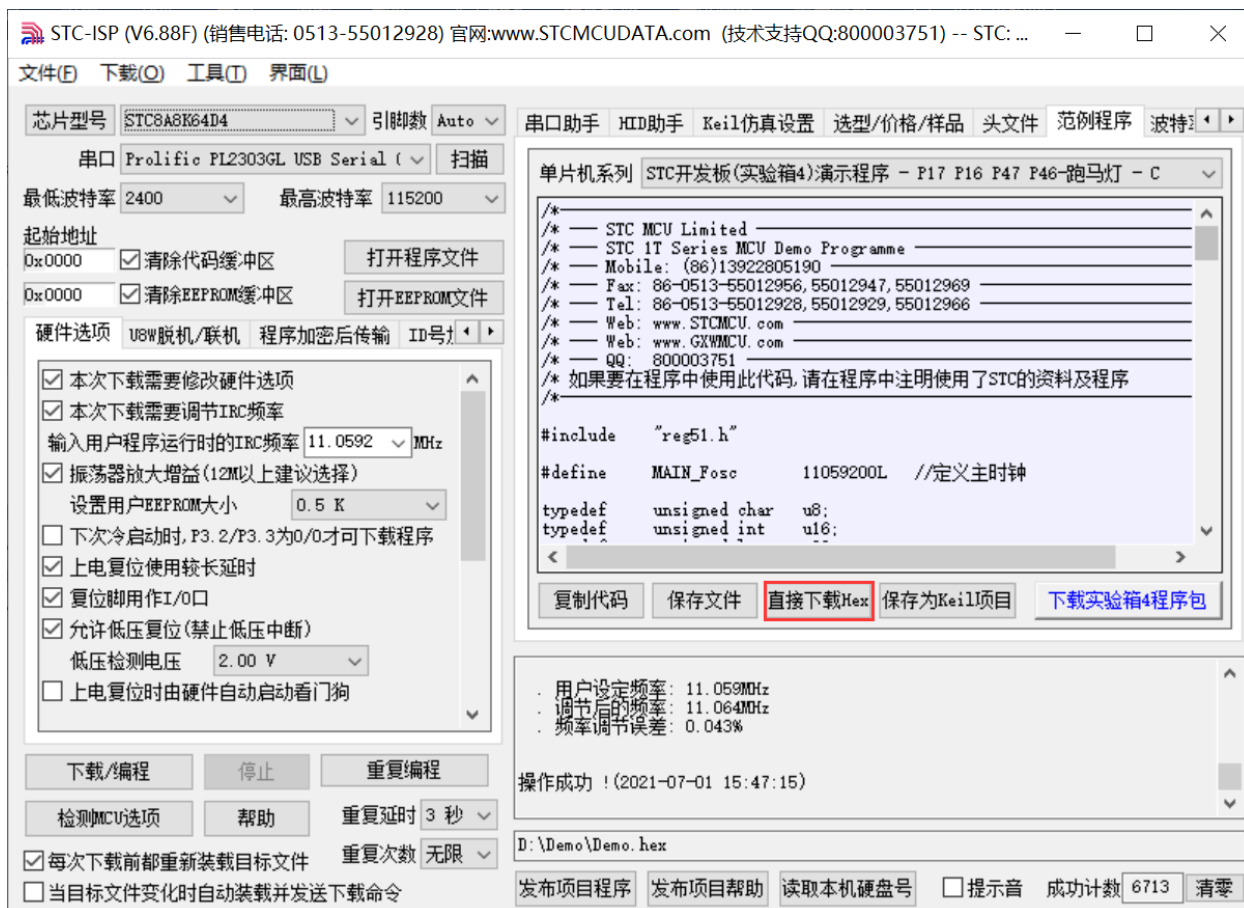 STC-ISP (V6.88F) (销售电话: 0513-55012928) 官网:www.STCMCUDATA.com (技术支持QQ:800003751) -- STC: ...
文件(F) 下载(O) 工具(T) 界面(L)
芯片型号 STC8A8K64D4 引脚数 Auto
串口 Prolific PL2303GL USB Serial ( 扫描
最低波特率 2400 最高波特率 115200
起始地址
0x0000 清除代码缓冲区 打开程序文件
0x0000 清除EEPROM缓冲区 打开EEPROM文件
硬件选项 U8W脱机/联机 程序加密后传输 ID号
本次下载需要修改硬件选项
本次下载需要调节IRC频率
输入用户程序运行时的IRC频率 11.0592 MHz
振荡器放大增益(12M以上建议选择)
设置用户EEPROM大小 0.5 K
下次冷启动时,P3.2/P3.3为0/0才可下载程序
上电复位使用较长延时
复位脚用作I/O口
允许低压复位(禁止低压中断)
低压检测电压 2.00 V
上电复位时由硬件自动启动看门狗
下载/编程 停止 重复编程
检测MCU选项 帮助 重复延时 3 秒
每次下载前都重新装载目标文件 重复次数 无限
当目标文件变化时自动装载并发送下载命令
串口助手 HID助手 Keil仿真设置 选型/价格/样品 头文件 范例程序 波特
单片机系列 STC开发板(实验箱4)演示程序 - P17 P16 P47 P46-跑马灯 - C
/*
/* --- STC MCU Limited
/* --- STC 1T Series MCU Demo Programme
/* --- Mobile: (86)13922805190
/* --- Fax: 86-0513-55012956,55012947,55012969
/* --- Tel: 86-0513-55012928,55012929,55012966
/* --- Web: www.STCMCU.com
/* --- Web: www.GXWMCU.com
/* --- QQ: 800003751
/* 如果要在程序中使用此代码,请在程序中注明使用了STC的资料及程序
/*
#include "reg51.h"
#define MAIN_Fosc 11059200L //定义主时钟
typedef unsigned char u8;
typedef unsigned int u16;
复制代码 保存文件 直接下载Hex 保存为Keil项目 下载实验箱4程序包
. 用户设定频率: 11.059MHz
. 调节后的频率: 11.064MHz
. 频率调节误差: 0.043%
操作成功 !(2021-07-01 15:47:15)
D:\Demo\Demo.hex
发布项目程序 发布项目帮助 读取本机硬盘号 提示音 成功计数 6713 清零